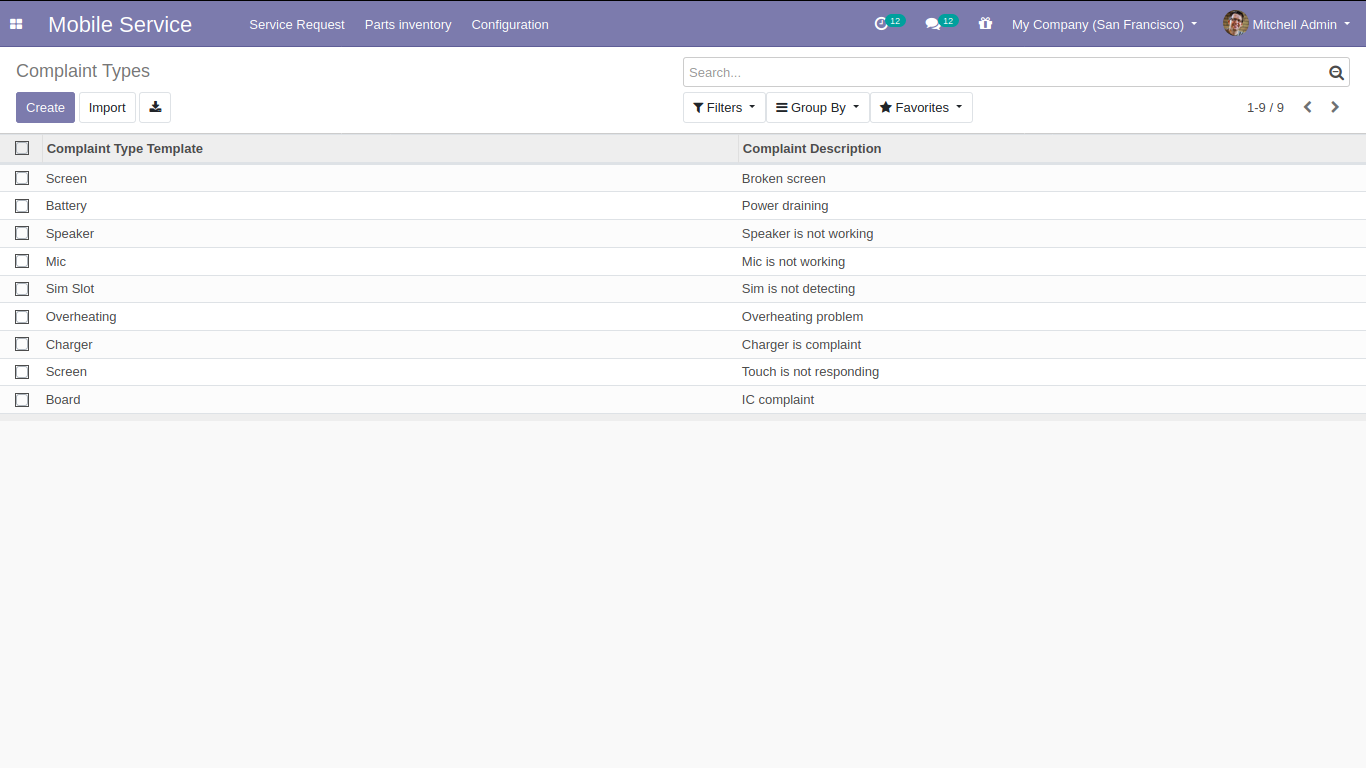 Mobile Service Service Request Parts inventory Configuration 12 12 My Company (San Francisco) Mitchell Admin
Complaint Types
Search...
Create Import Filters Group By Favorites 1-9 / 9
Complaint Type Template Complaint Description
Screen Broken screen
Battery Power draining
Speaker Speaker is not working
Mic Mic is not working
Sim Slot Sim is not detecting
Overheating Overheating problem
Charger Charger is complaint
Screen Touch is not responding
Board IC complaint